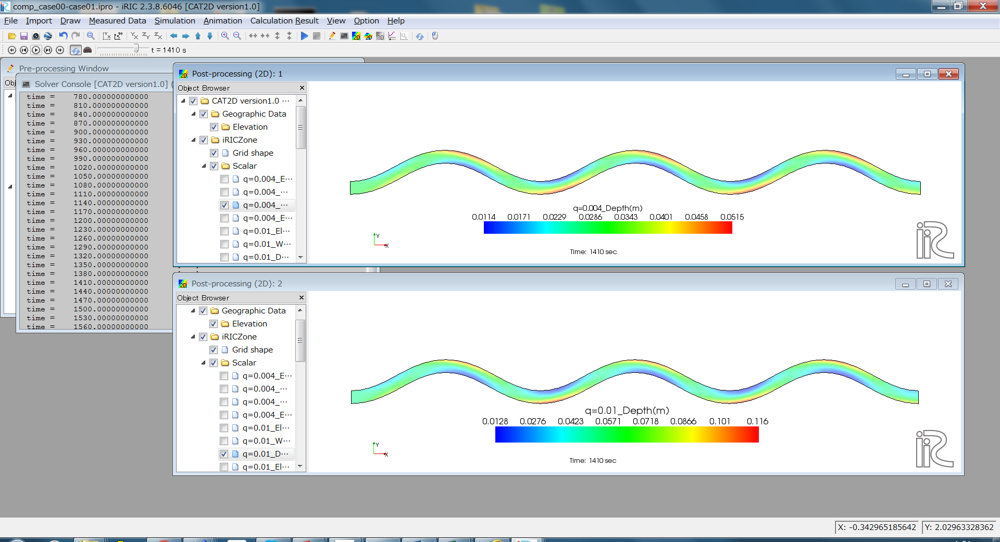 comp_case00-case01.ipro - iRIC 2.3.8.6046 [CAT2D version1.0]
File Import Draw Measured Data Simulation Animation Calculation Result View Option Help
t = 1410 s
Pre-processing Window
Obj
Solver Console [CAT2D version1.0] (
time = 780.000000000000
time = 810.000000000000
time = 840.000000000000
time = 870.000000000000
time = 900.000000000000
time = 930.000000000000
time = 960.000000000000
time = 990.000000000000
time = 1020.00000000000
time = 1050.00000000000
time = 1080.00000000000
time = 1110.00000000000
time = 1140.00000000000
time = 1170.00000000000
time = 1200.00000000000
time = 1230.00000000000
time = 1260.00000000000
time = 1290.00000000000
time = 1320.00000000000
time = 1350.00000000000
time = 1380.00000000000
time = 1410.00000000000
time = 1440.00000000000
time = 1470.00000000000
time = 1500.00000000000
time = 1530.00000000000
time = 1560.00000000000
Post-processing (2D): 1
Object Browser
CAT2D version1.0 ···
Geographic Data
Elevation
iRICZone
Grid shape
Scalar
q=0.004_E···
q=0.004_···
q=0.004_···
q=0.004_E···
q=0.01_El···
q=0.01_W···
q=0.01_D···
q=0.004_Depth(m)
0.0114 0.0171 0.0229 0.0286 0.0343 0.0401 0.0458 0.0515
Y
X
Time: 1410 sec
iRIC
Post-processing (2D): 2
Object Browser
Geographic Data
Elevation
iRICZone
Grid shape
Scalar
q=0.004_E···
q=0.004_···
q=0.004_···
q=0.004_E···
q=0.01_El···
q=0.01_W···
q=0.01_D···
q=0.01_El···
q=0.01_Depth(m)
0.0128 0.0276 0.0423 0.0571 0.0718 0.0866 0.101 0.116
Y
X
Time: 1410 sec
iRIC
X: -0.342965185642 Y: 2.02963328362